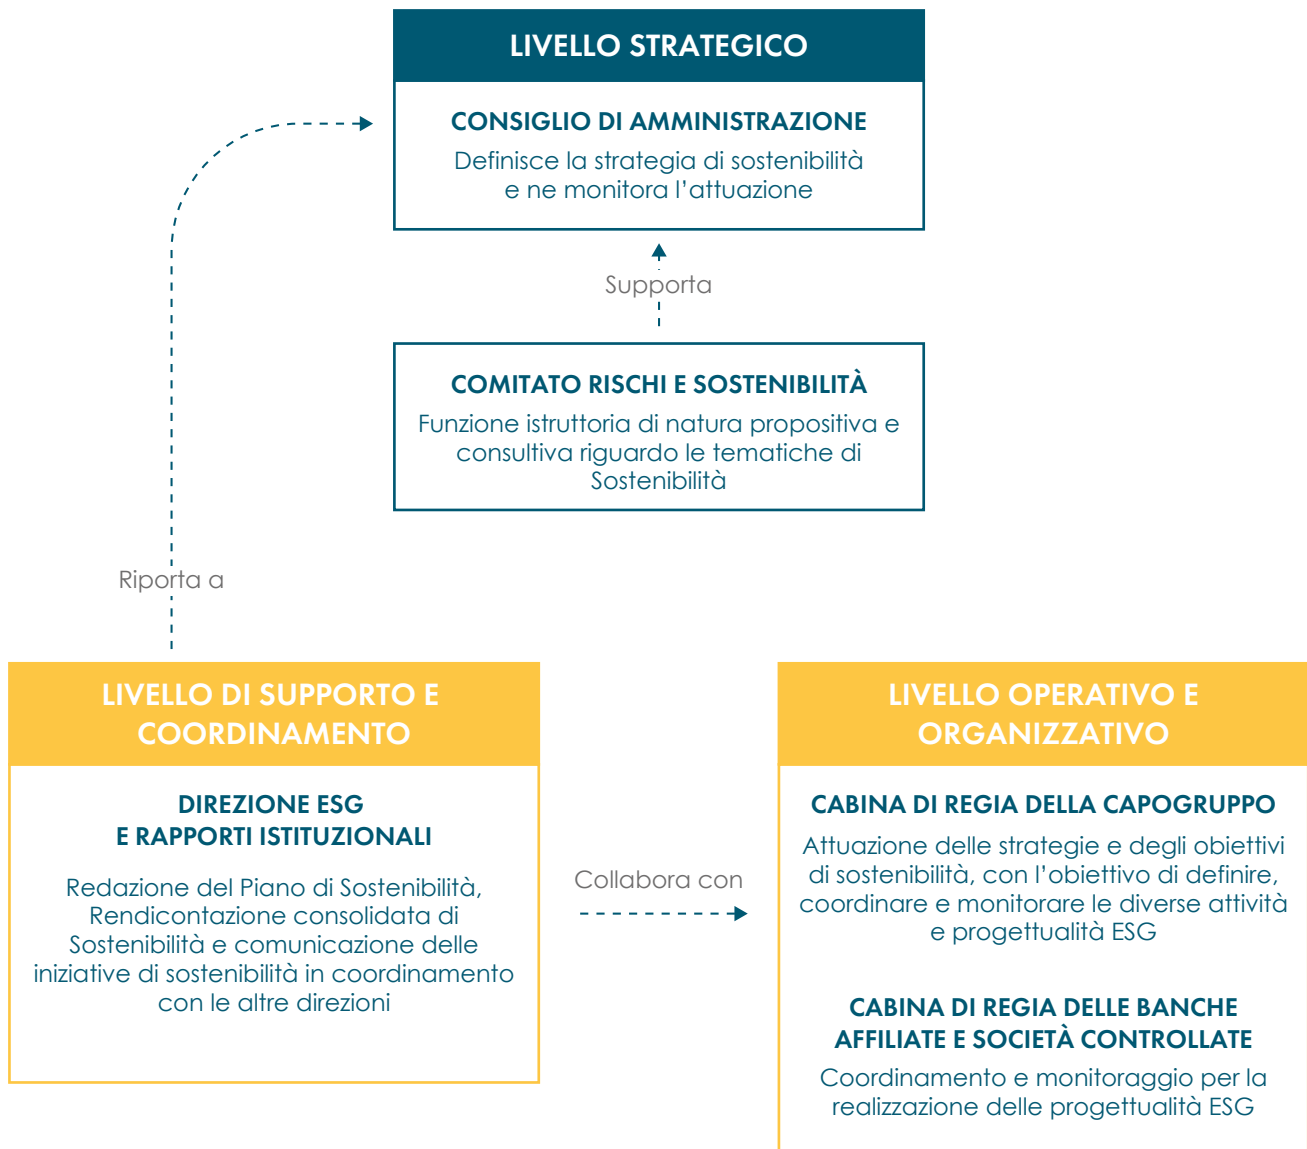 LIVELLO STRATEGICO
CONSIGLIO DI AMMINISTRAZIONE
Definisce la strategia di sostenibilità
e ne monitora l’attuazione
Supporta
COMITATO RISCHI E SOSTENIBILITÀ
Funzione istruttoria di natura propositiva e
consultiva riguardo le tematiche di
Sostenibilità
Riporta a
LIVELLO DI SUPPORTO E
COORDINAMENTO
DIREZIONE ESG
E RAPPORTI ISTITUZIONALI
Redazione del Piano di Sostenibilità,
Rendicontazione consolidata di
Sostenibilità e comunicazione delle
iniziative di sostenibilità in coordinamento
con le altre direzioni
Collabora con
LIVELLO OPERATIVO E
ORGANIZZATIVO
CABINA DI REGIA DELLA CAPOGRUPPO
Attuazione delle strategie e degli obiettivi
di sostenibilità, con l’obiettivo di definire,
coordinare e monitorare le diverse attività
e progettualità ESG
CABINA DI REGIA DELLE BANCHE
AFFILIATE E SOCIETÀ CONTROLLATE
Coordinamento e monitoraggio per la
realizzazione delle progettualità ESG